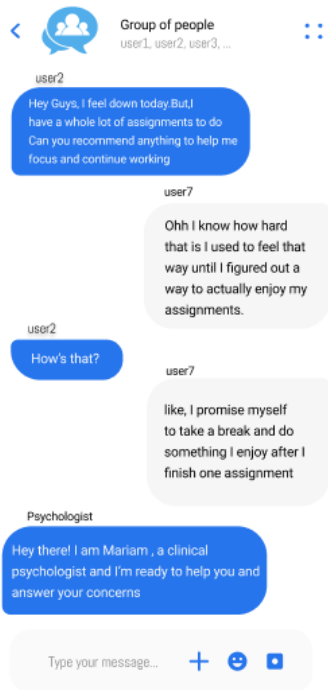 Group of people
user1, user2, user3, ...
user2
Hey Guys, I feel down today.But,I
have a whole lot of assignments to do
Can you recommend anything to help me
focus and continue working
user7
Ohh I know how hard
that is I used to feel that
way until I figured out a
way to actually enjoy my
assignments.
user2
How's that?
user7
like, I promise myself
to take a break and do
something I enjoy after I
finish one assignment
Psychologist
Hey there! I am Mariam , a clinical
psychologist and I'm ready to help you and
answer your concerns
Type your message...